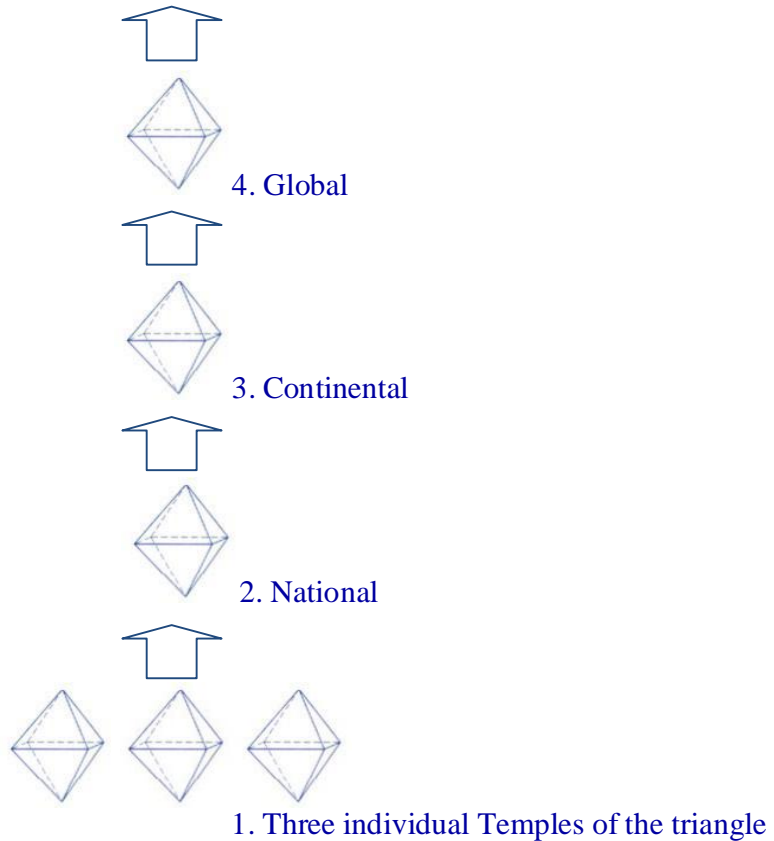 4. Global
3. Continental
2. National
1. Three individual Temples of the triangle